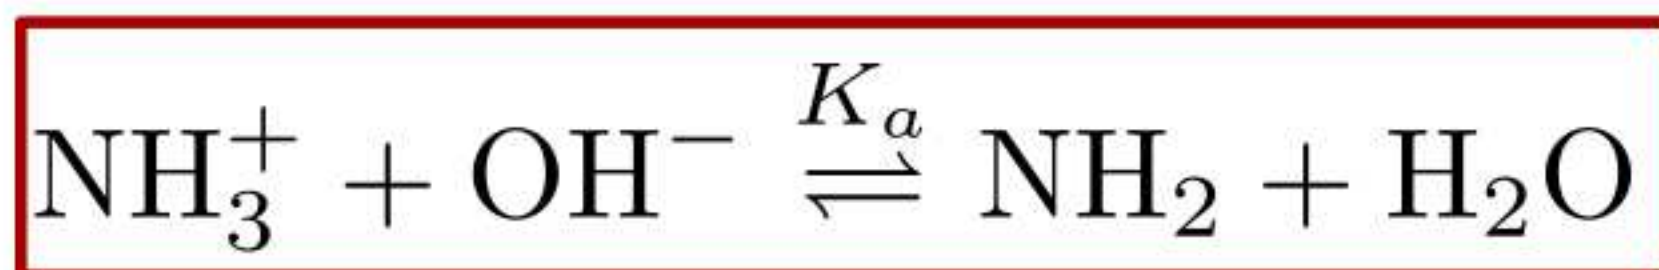 NH₃⁺ + OH⁻ ⇌ Kₐ NH₂ + H₂O